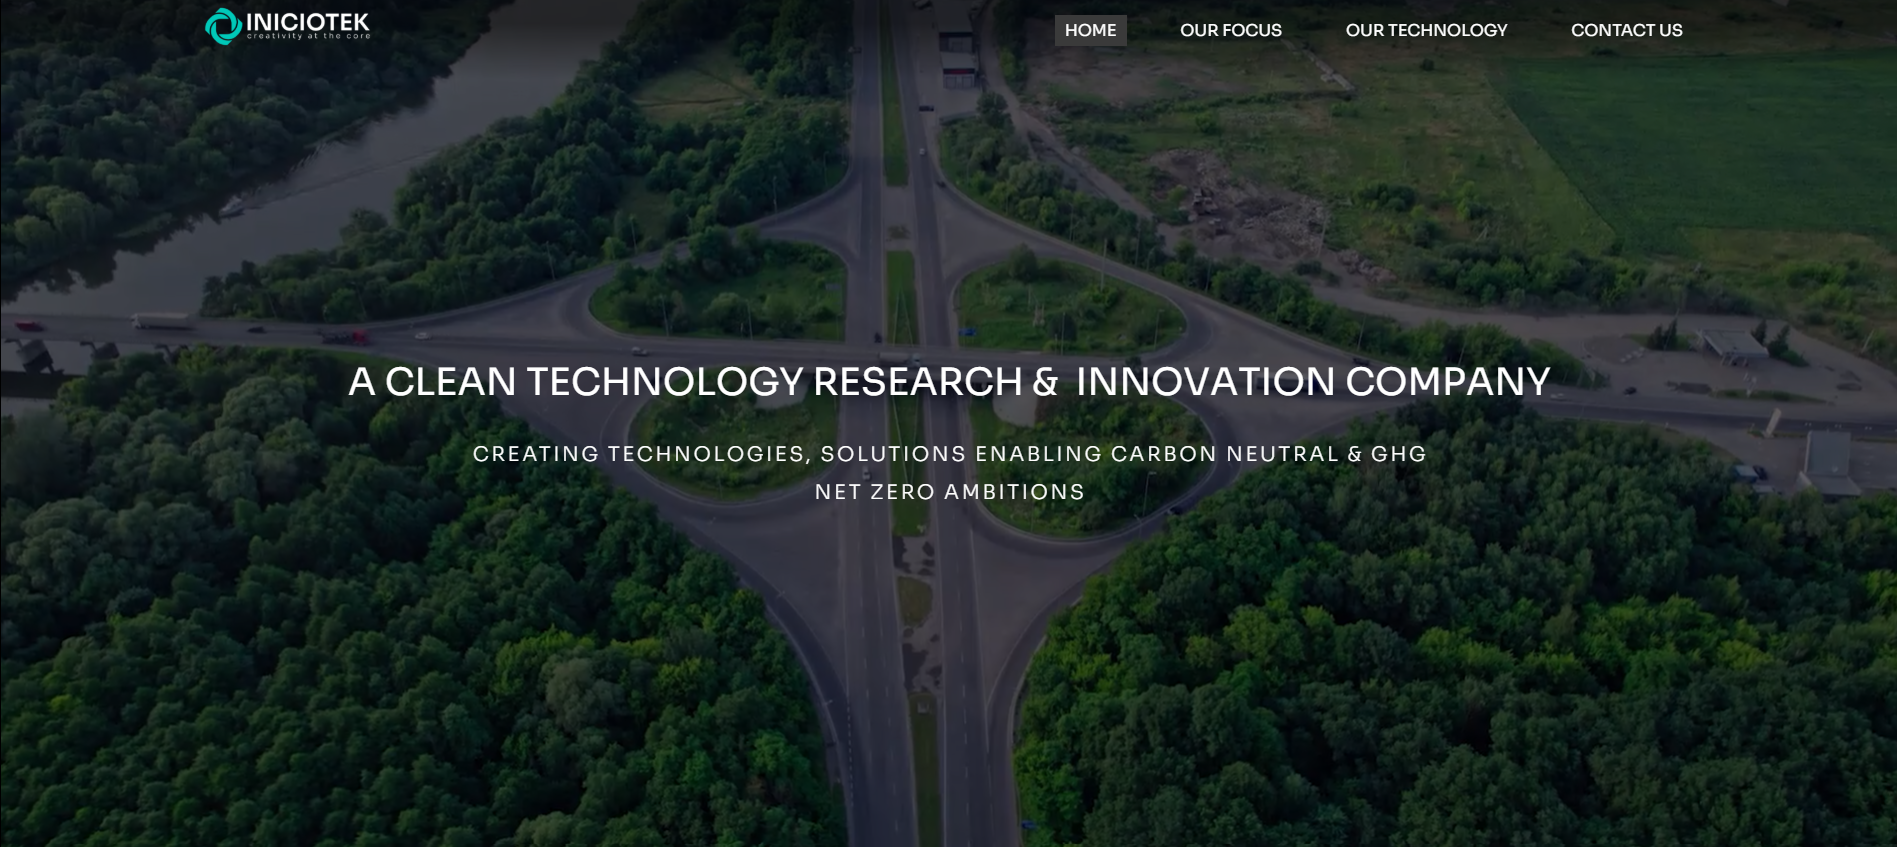 INICIOTEK
creativity at the core
HOME
OUR FOCUS
OUR TECHNOLOGY
CONTACT US
A CLEAN TECHNOLOGY RESEARCH & INNOVATION COMPANY
CREATING TECHNOLOGIES, SOLUTIONS ENABLING CARBON NEUTRAL & GHG
NET ZERO AMBITIONS